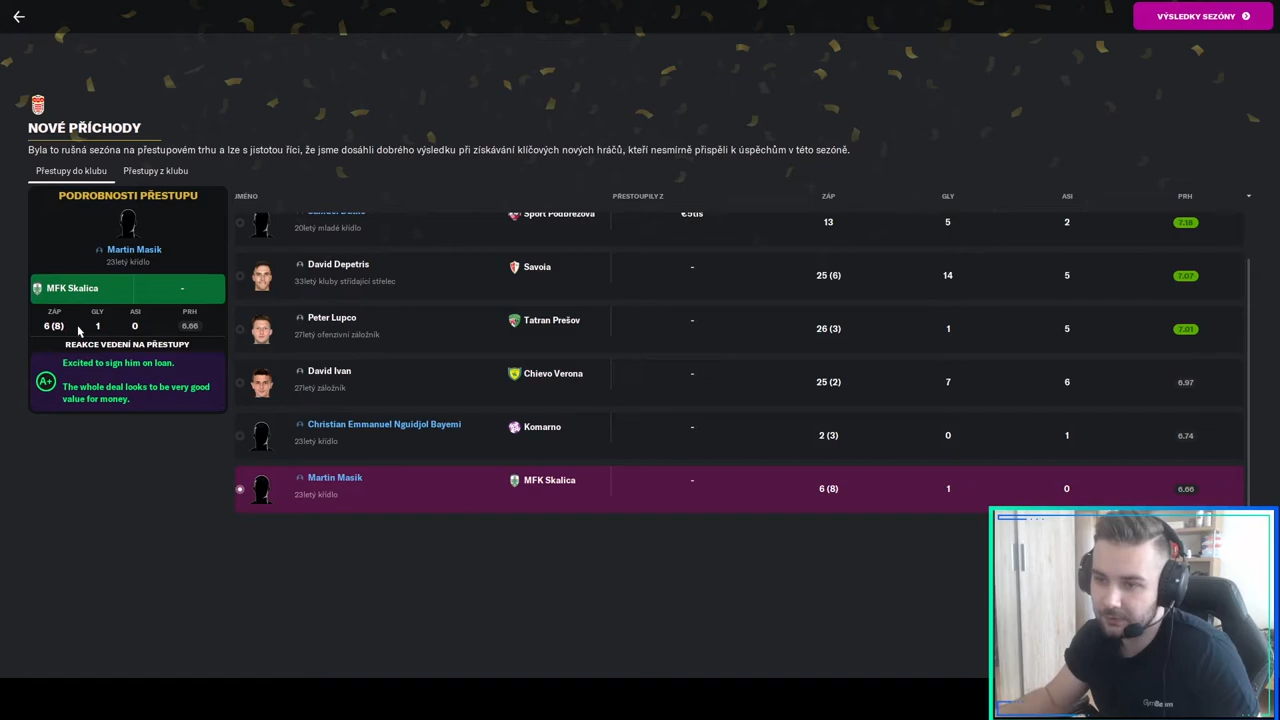 VÝSLEDKY SEZÓNY
NOVÉ PŘÍCHODY
Byla to rušná sezóna na přestupovém trhu a lze s jistotou říci, že jsme dosáhli dobrého výsledku při získávání klíčových nových hráčů, kteří nesmírně přispěli k úspěchům v této sezóně.
Přestupy do klubu Přestupy z klubu
PODROBNOSTI PŘESTUPU
Martin Masik
23letý křídlo
MFK Skalica -
ZÁP GLY ASI PRH
6 (8) 1 0 6.66
REAKCE VEDENÍ NA PŘESTUPY
A+
Excited to sign him on loan.
The whole deal looks to be very good
value for money.
JMÉNO PŘESTOUPILY Z ZÁP GLY ASI PRH
Sport Podbrezova €5tis 13 5 2 7.18
20letý mladé křídlo
David Depetris Savoia - 25 (6) 14 5 7.07
33letý kluby střídající střelec
Peter Lupco Tatran Prešov - 26 (3) 1 5 7.01
27letý ofenzivní záložník
David Ivan Chievo Verona - 25 (2) 7 6 6.97
27letý záložník
Christian Emmanuel Nguidjol Bayemi Komarno - 2 (3) 0 1 6.74
23letý křídlo
Martin Masik MFK Skalica - 6 (8) 1 0 6.66
23letý křídlo